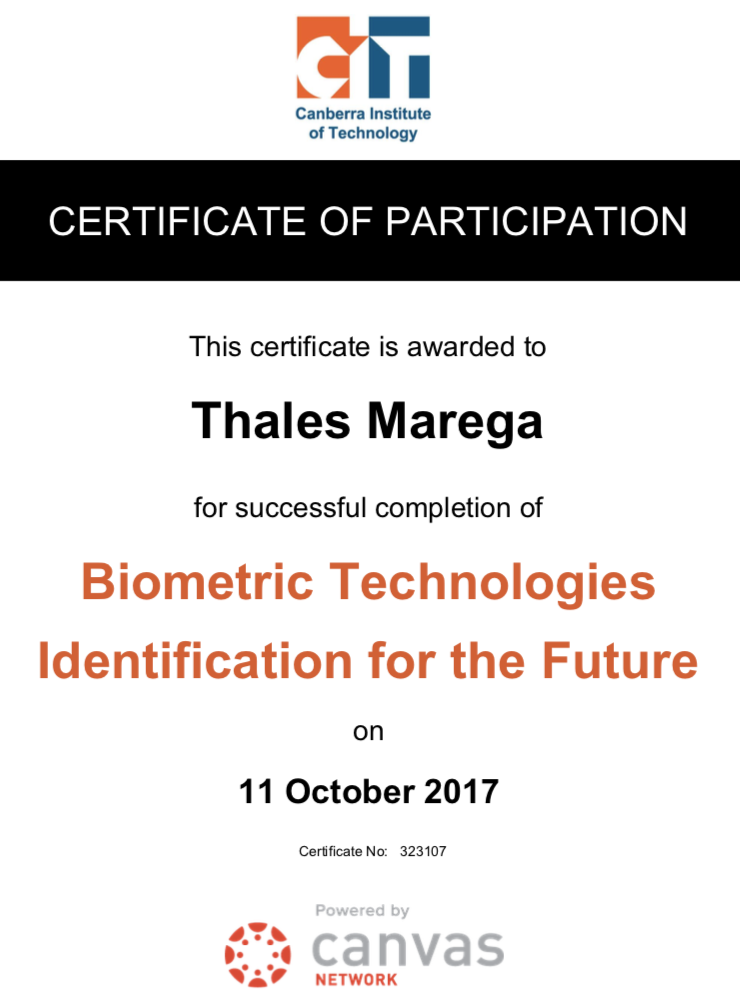 CIT
Canberra Institute
of Technology
CERTIFICATE OF PARTICIPATION
This certificate is awarded to
Thales Marega
for successful completion of
Biometric Technologies
Identification for the Future
on
11 October 2017
Certificate No: 323107
Powered by
canvas
NETWORK